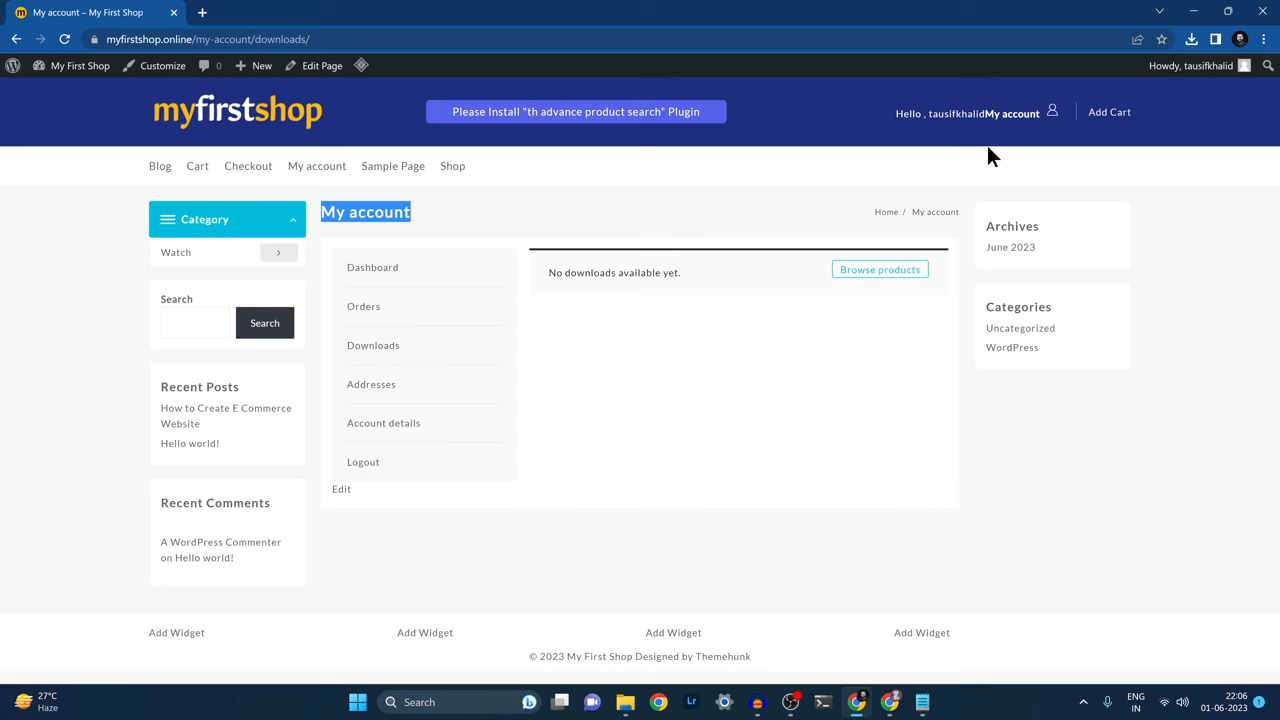 My account – My First Shop
myfirstshop.online/my-account/downloads/
My First Shop
Customize
0
New
Edit Page
Howdy, tausifkhalid
myfirstshop
Please Install "th advance product search" Plugin
Hello , tausifkhalidMy account
Add Cart
Blog
Cart
Checkout
My account
Sample Page
Shop
Category
Watch
Search
Search
Recent Posts
How to Create E Commerce
Website
Hello world!
Recent Comments
A WordPress Commenter
on Hello world!
My account
Home / My account
Dashboard
Orders
Downloads
Addresses
Account details
Logout
Edit
No downloads available yet.
Browse products
Archives
June 2023
Categories
Uncategorized
WordPress
Add Widget
Add Widget
Add Widget
Add Widget
© 2023 My First Shop Designed by Themehunk
27°C
Haze
Search
Lr
ENG
IN
22:06
01-06-2023
1